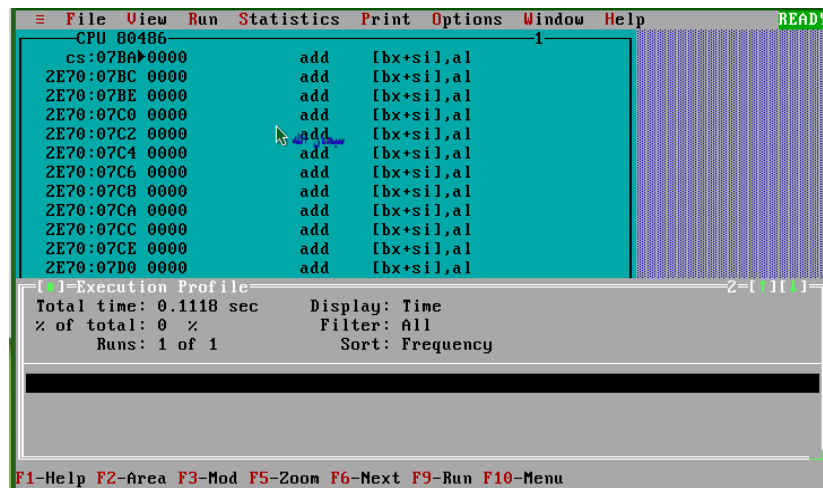 ≡ File View Run Statistics Print Options Window Help READY
CPU 80486 1
cs:07BA▶0000 add [bx+si],al
2E70:07BC 0000 add [bx+si],al
2E70:07BE 0000 add [bx+si],al
2E70:07C0 0000 add [bx+si],al
2E70:07C2 0000 add [bx+si],al
سبحان الله
2E70:07C4 0000 add [bx+si],al
2E70:07C6 0000 add [bx+si],al
2E70:07C8 0000 add [bx+si],al
2E70:07CA 0000 add [bx+si],al
2E70:07CC 0000 add [bx+si],al
2E70:07CE 0000 add [bx+si],al
2E70:07D0 0000 add [bx+si],al
[■]=Execution Profile 2=[↑][↓]
Total time: 0.1118 sec Display: Time
% of total: 0 % Filter: All
Runs: 1 of 1 Sort: Frequency
F1-Help F2-Area F3-Mod F5-Zoom F6-Next F9-Run F10-Menu